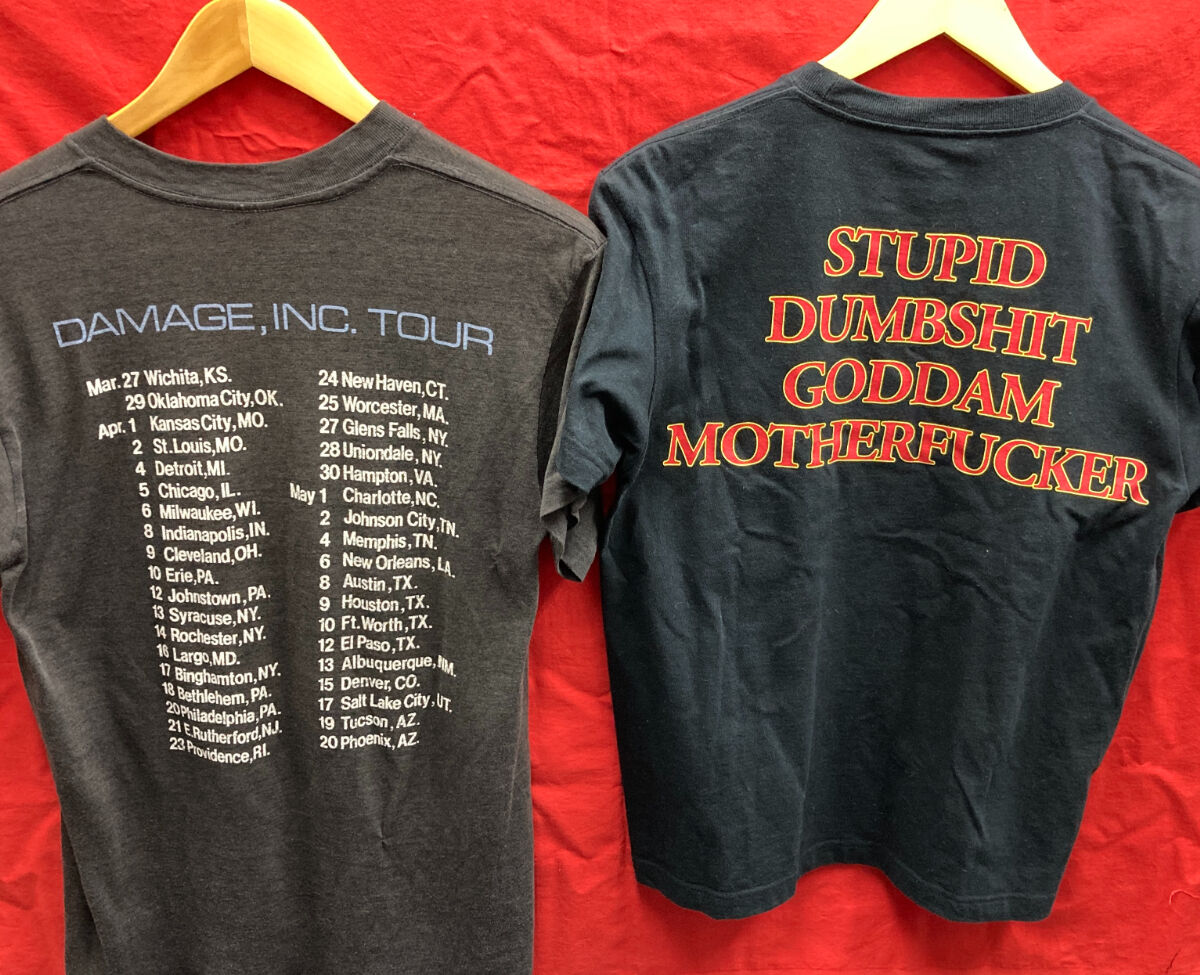 DAMAGE, INC. TOUR
Mar. 27 Wichita, KS.
29 Oklahoma City, OK.
Apr. 1 Kansas City, MO.
2 St. Louis, MO.
4 Detroit, MI.
5 Chicago, IL.
6 Milwaukee, WI.
8 Indianapolis, IN.
9 Cleveland, OH.
10 Erie, PA.
12 Johnstown, PA.
13 Syracuse, NY.
14 Rochester, NY.
16 Largo, MD.
17 Binghamton, NY.
18 Bethlehem, PA.
20 Philadelphia, PA.
21 E. Rutherford, NJ.
23 Providence, RI.
24 New Haven, CT.
25 Worcester, MA.
27 Glens Falls, NY.
28 Uniondale, NY.
30 Hampton, VA.
May 1 Charlotte, NC.
2 Johnson City, TN.
4 Memphis, TN.
6 New Orleans, LA.
8 Austin, TX.
9 Houston, TX.
10 Ft. Worth, TX.
12 El Paso, TX.
13 Albuquerque, NM.
15 Denver, CO.
17 Salt Lake City, UT.
19 Tucson, AZ.
20 Phoenix, AZ.
STUPID
DUMBSHIT
GODDAM
MOTHERFUCKER